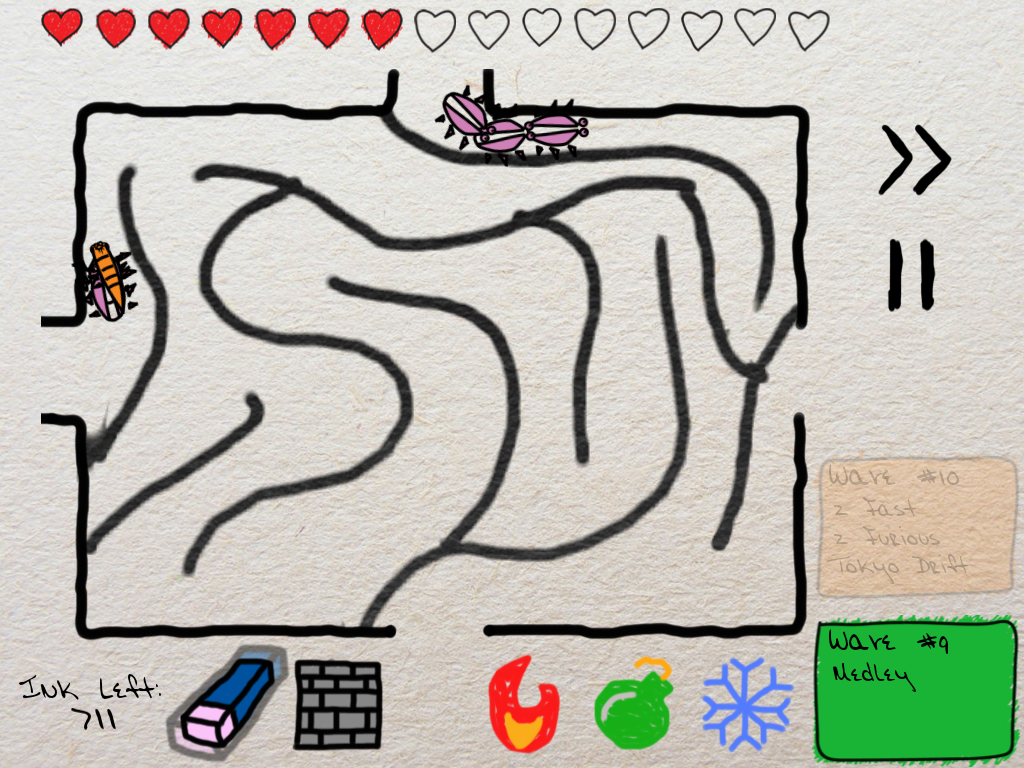 Wave #10
2 Fast
2 Furious
Tokyo Drift
Ink Left:
711
Wave #9
Medley